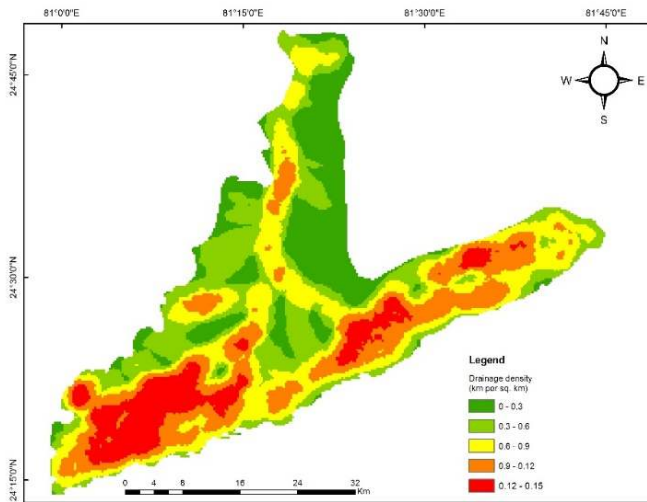 81°0'0"E 81°15'0"E 81°30'0"E 81°45'0"E
N
W E
S
24°45'0"N
24°30'0"N
24°15'0"N
Legend
Drainage density
(km per sq. km)
0 - 0.3
0.3 - 0.6
0.6 - 0.9
0.9 - 0.12
0.12 - 0.15
0 4 8 16 24 32
Km